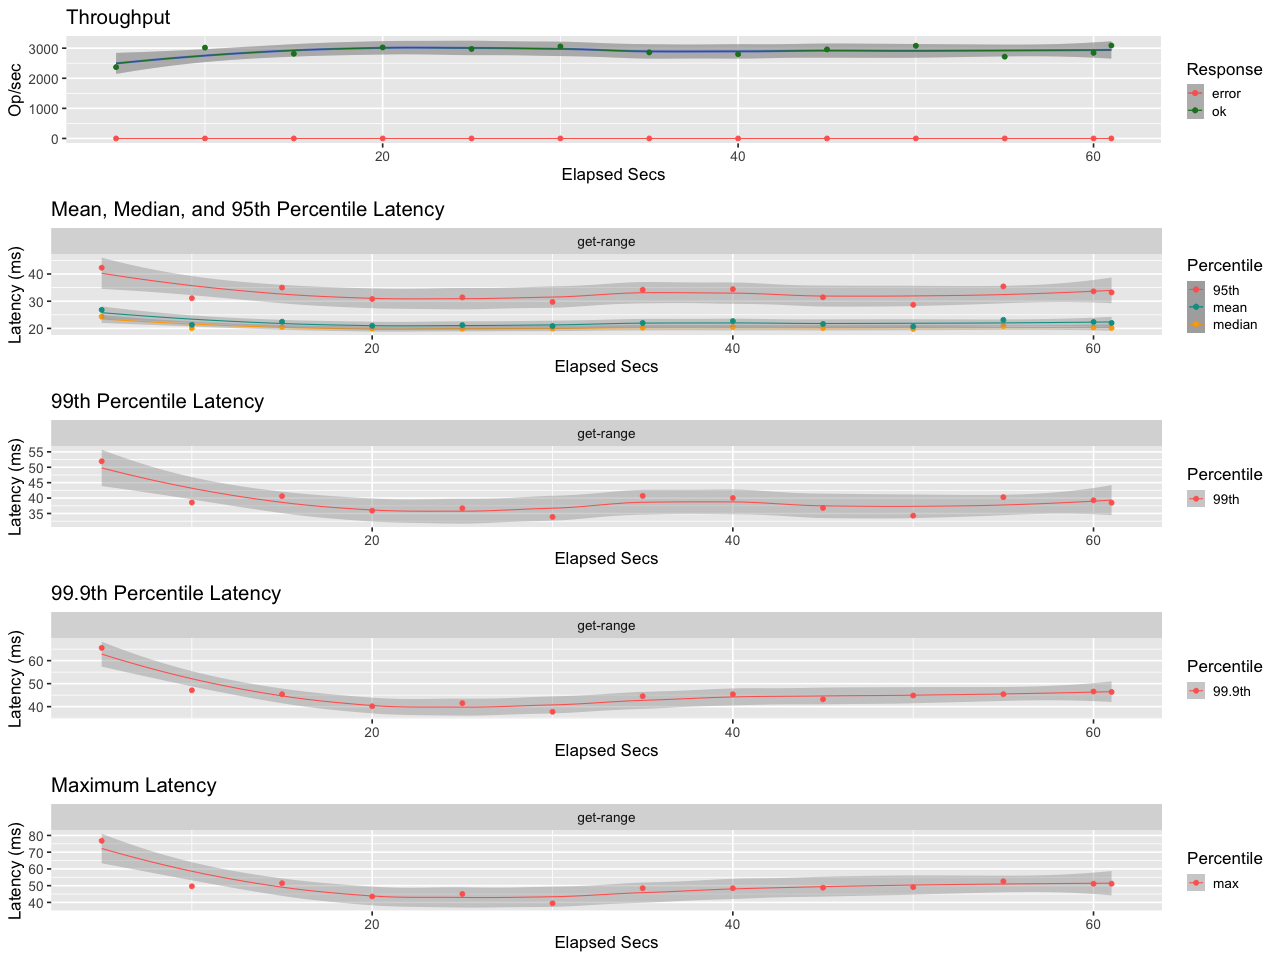 Throughput
Op/sec
3000
2000
1000
0
20
40
60
Elapsed Secs
Response
error
ok
Mean, Median, and 95th Percentile Latency
get-range
Latency (ms)
40
30
20
20
40
60
Elapsed Secs
Percentile
95th
mean
median
99th Percentile Latency
get-range
Latency (ms)
55
50
45
40
35
20
40
60
Elapsed Secs
Percentile
99th
99.9th Percentile Latency
get-range
Latency (ms)
60
50
40
20
40
60
Elapsed Secs
Percentile
99.9th
Maximum Latency
get-range
Latency (ms)
80
70
60
50
40
20
40
60
Elapsed Secs
Percentile
max